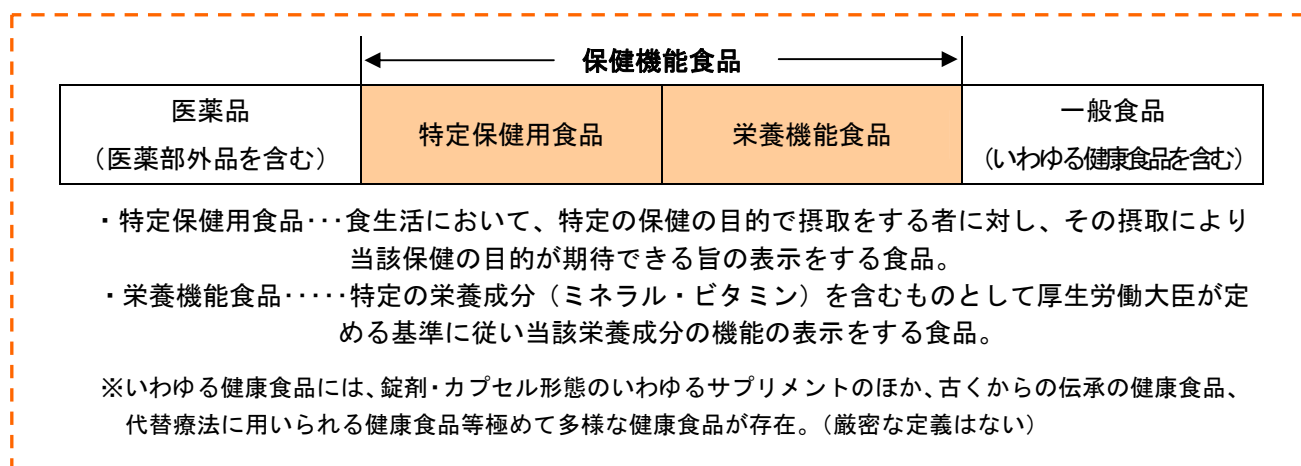 保健機能食品
医薬品
（医薬部外品を含む）
特定保健用食品
栄養機能食品
一般食品
（いわゆる健康食品を含む）
・特定保健用食品･･･食生活において、特定の保健の目的で摂取をする者に対し、その摂取により
当該保健の目的が期待できる旨の表示をする食品。
・栄養機能食品･････特定の栄養成分（ミネラル・ビタミン）を含むものとして厚生労働大臣が定
める基準に従い当該栄養成分の機能の表示をする食品。
※いわゆる健康食品には、錠剤・カプセル形態のいわゆるサプリメントのほか、古くからの伝承の健康食品、
代替療法に用いられる健康食品等極めて多様な健康食品が存在。（厳密な定義はない）